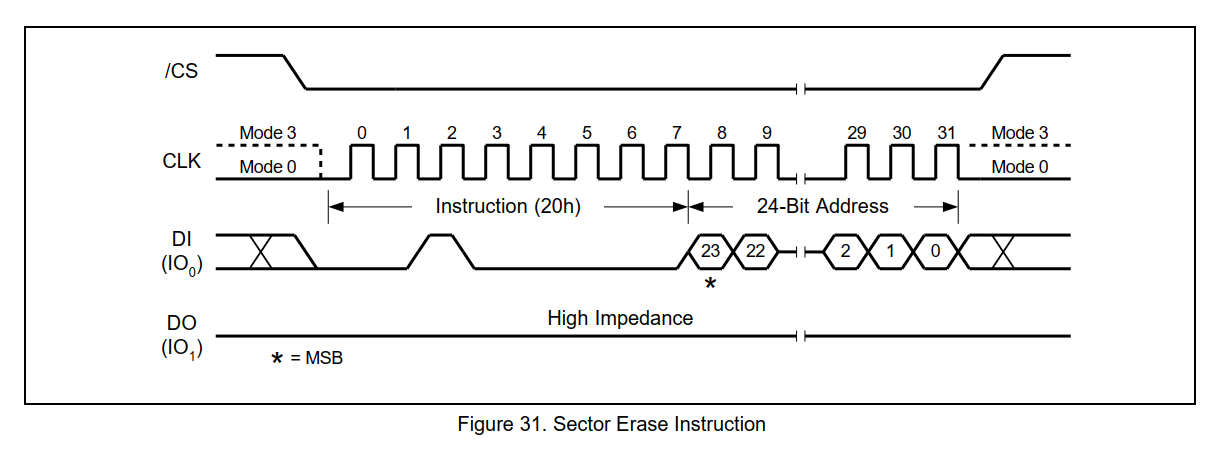 /CS
Mode 3 0 1 2 3 4 5 6 7 8 9 29 30 31 Mode 3
CLK Mode 0 Mode 0
Instruction (20h) 24-Bit Address
DI
(IO0) 23 22 2 1 0
*
High Impedance
DO
(IO1)
* = MSB
Figure 31. Sector Erase Instruction